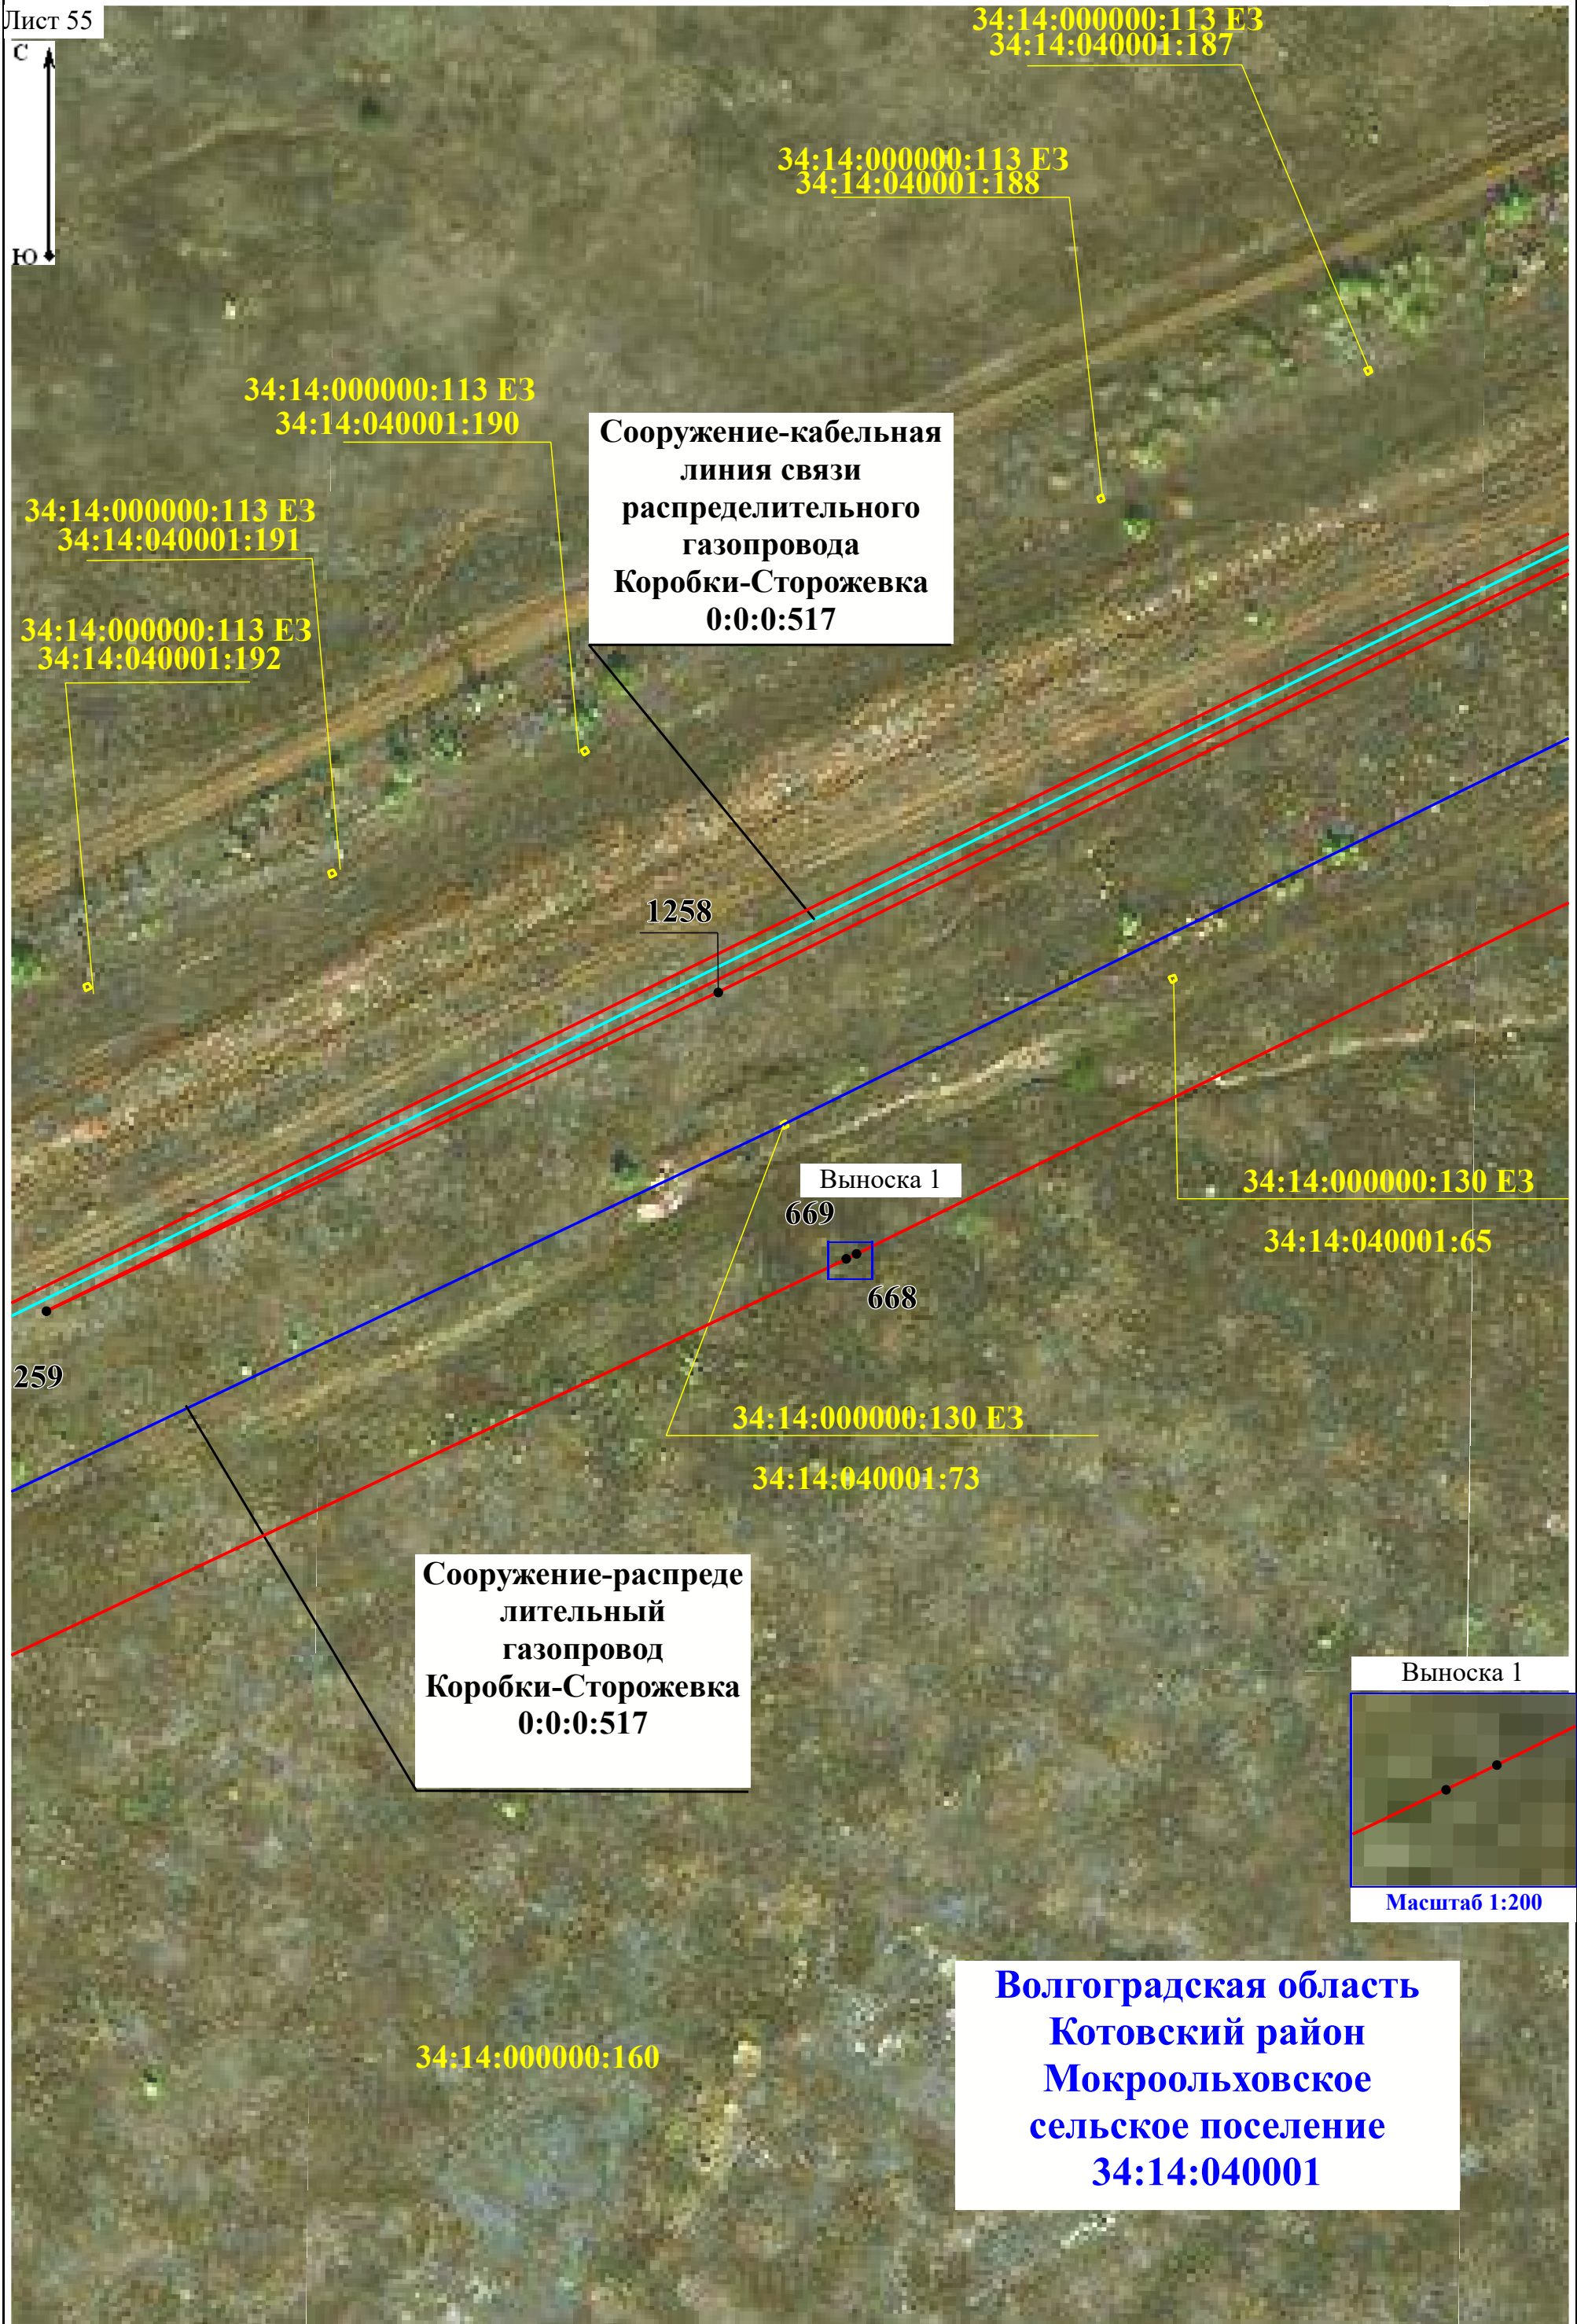 Лист 55
С
Ю
34:14:000000:113 ЕЗ
34:14:040001:187
34:14:000000:113 ЕЗ
34:14:040001:188
34:14:000000:113 ЕЗ
34:14:040001:190
Сооружение-кабельная
линия связи
распределительного
газопровода
Коробки-Сторожевка
0:0:0:517
34:14:000000:113 ЕЗ
34:14:040001:191
34:14:000000:113 ЕЗ
34:14:040001:192
1258
Выноска 1
669
668
34:14:000000:130 ЕЗ
34:14:040001:65
259
34:14:000000:130 ЕЗ
34:14:040001:73
Сооружение-распреде
лительный
газопровод
Коробки-Сторожевка
0:0:0:517
Выноска 1
Масштаб 1:200
Волгоградская область
Котовский район
Мокроольховское
сельское поселение
34:14:040001
34:14:000000:160